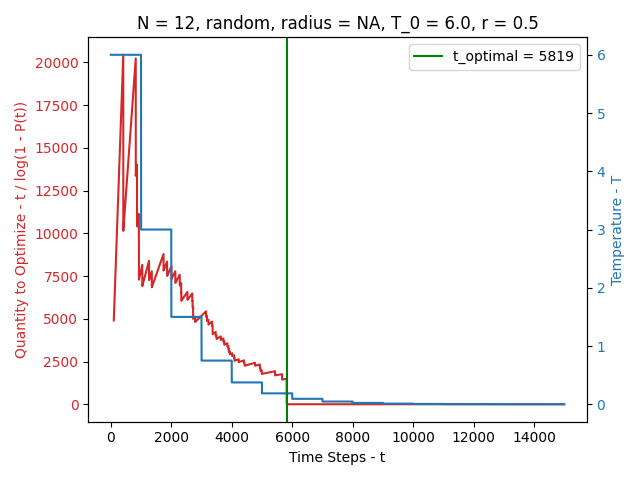 N = 12, random, radius = NA, T_0 = 6.0, r = 0.5
t_optimal = 5819
Quantity to Optimize - t / log(1 - P(t))
20000
17500
15000
12500
10000
7500
5000
2500
0
6
5
4
3
2
1
0
Temperature - T
0 2000 4000 6000 8000 10000 12000 14000
Time Steps - t